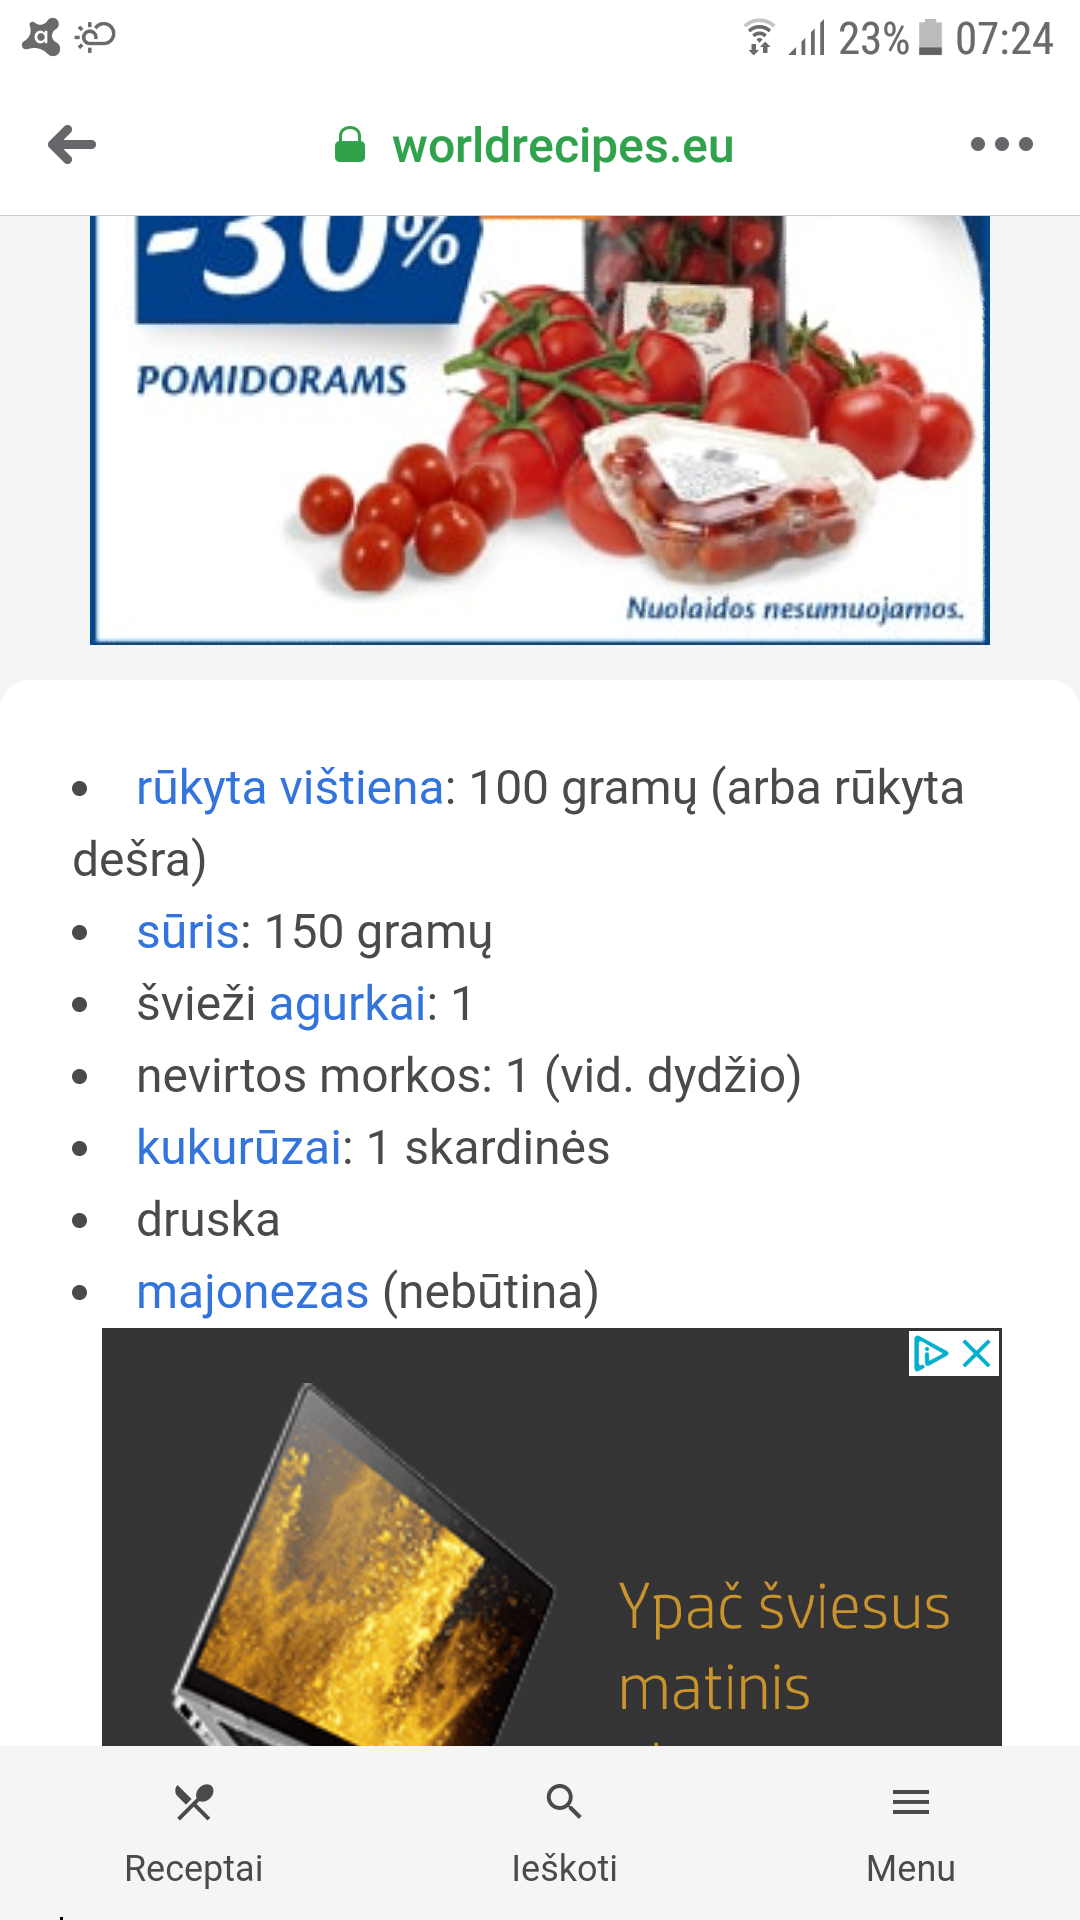 23% 07:24
worldrecipes.eu
-30%
POMIDORAMS
Nuolaidos nesumuojamos.
• rūkyta vištiena: 100 gramų (arba rūkyta
dešra)
• sūris: 150 gramų
• švieži agurkai: 1
• nevirtos morkos: 1 (vid. dydžio)
• kukurūzai: 1 skardinės
• druska
• majonezas (nebūtina)
Ypač šviesus
matinis
Receptai Ieškoti Menu